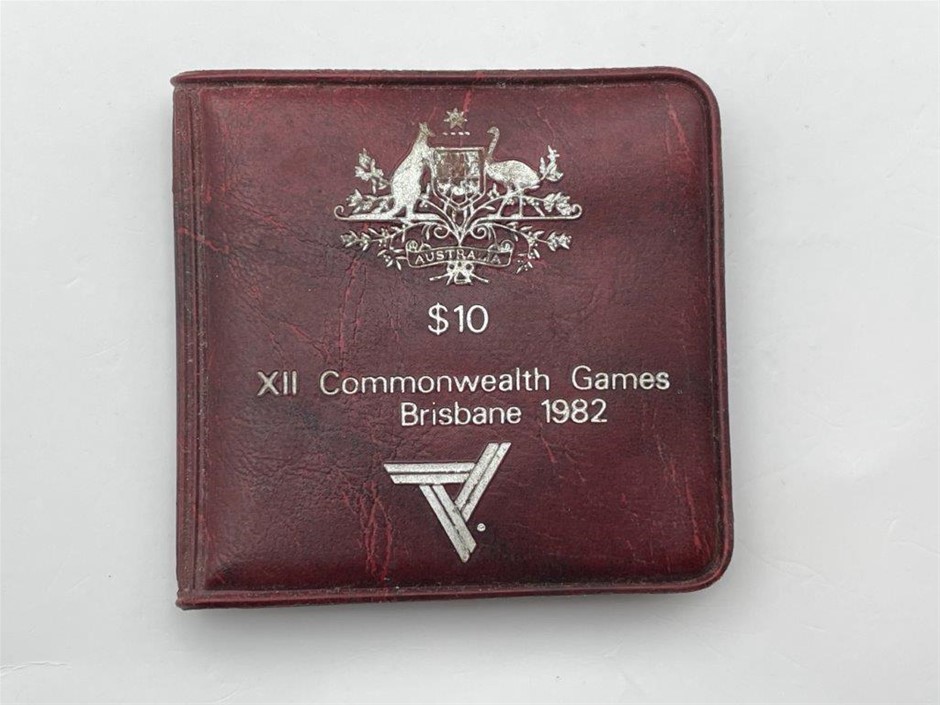 AUSTRALIA
$10
XII Commonwealth Games
Brisbane 1982